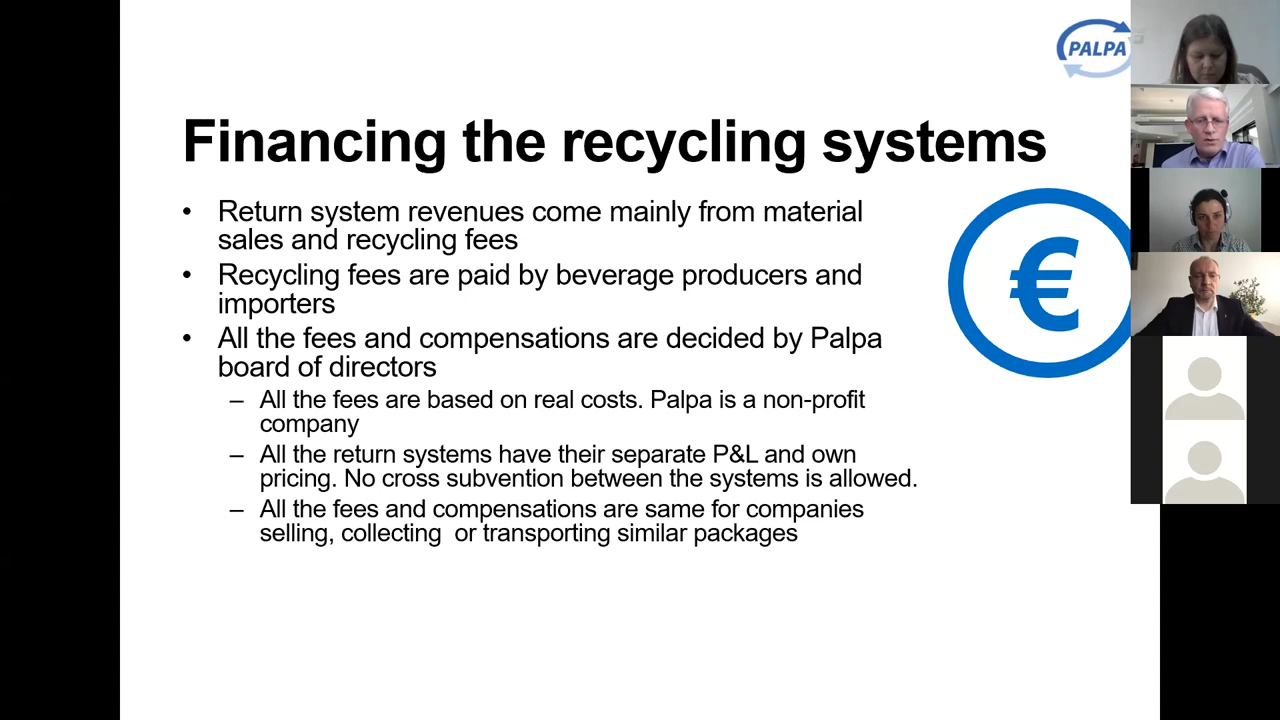 PALPA
Financing the recycling systems
• Return system revenues come mainly from material
sales and recycling fees
• Recycling fees are paid by beverage producers and
importers
• All the fees and compensations are decided by Palpa
board of directors
– All the fees are based on real costs. Palpa is a non-profit
company
– All the return systems have their separate P&L and own
pricing. No cross subvention between the systems is allowed.
– All the fees and compensations are same for companies
selling, collecting  or transporting similar packages
€